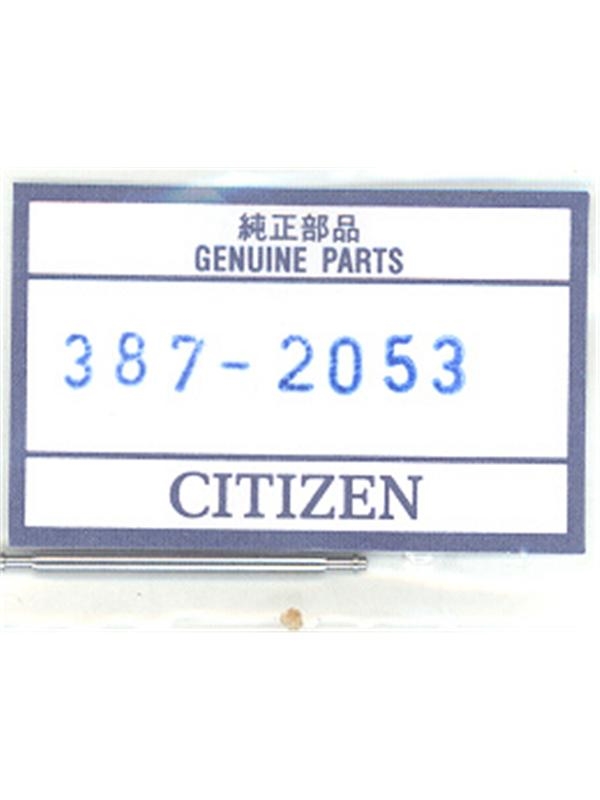 純正部品
GENUINE PARTS
387-2053
CITIZEN